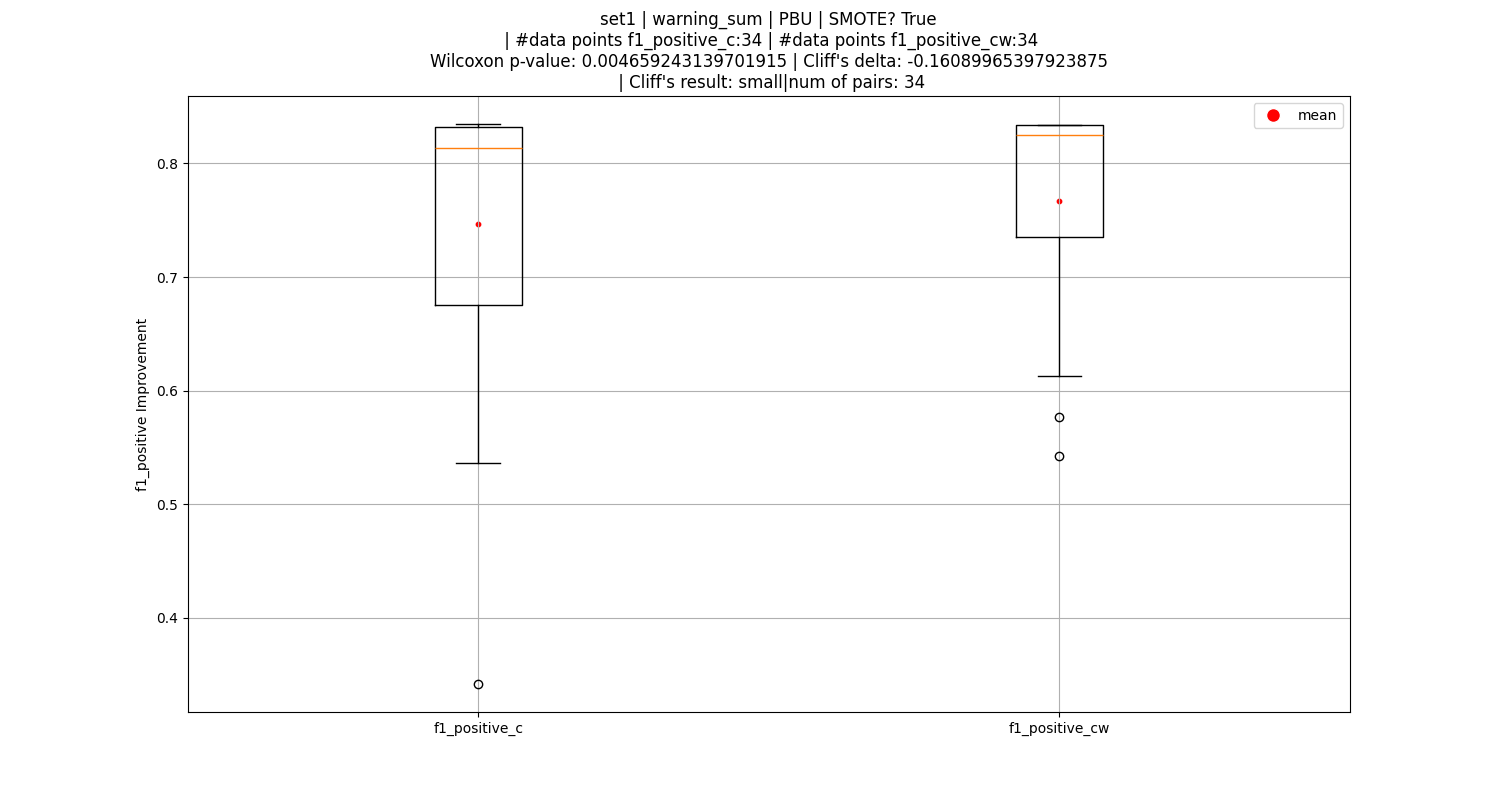 set1 | warning_sum | PBU | SMOTE? True
| #data points f1_positive_c:34 | #data points f1_positive_cw:34
Wilcoxon p-value: 0.004659243139701915 | Cliff's delta: -0.16089965397923875
| Cliff's result: small|num of pairs: 34
mean
f1_positive Improvement
0.8
0.7
0.6
0.5
0.4
f1_positive_c
f1_positive_cw